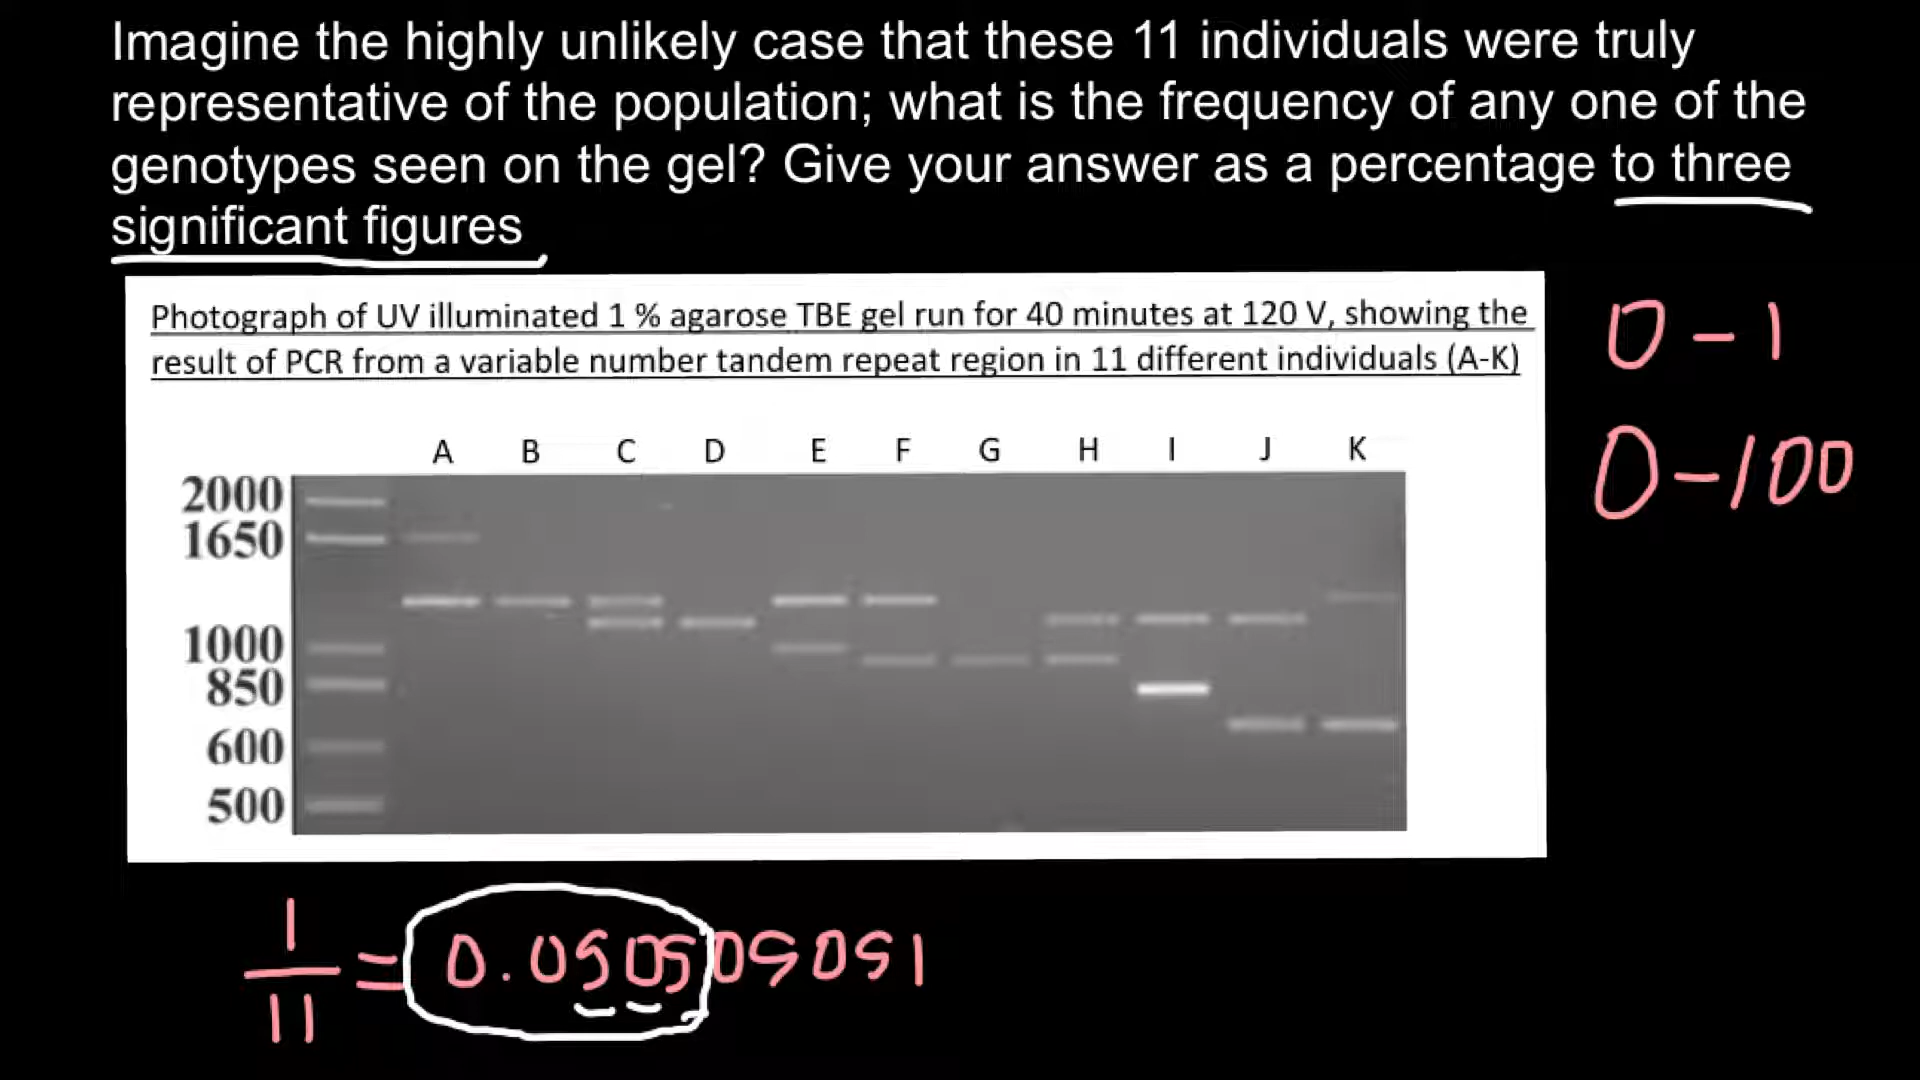 Imagine the highly unlikely case that these 11 individuals were truly
representative of the population; what is the frequency of any one of the
genotypes seen on the gel? Give your answer as a percentage to three
significant figures
Photograph of UV illuminated 1 % agarose TBE gel run for 40 minutes at 120 V, showing the
result of PCR from a variable number tandem repeat region in 11 different individuals (A-K)
A B C D E F G H I J K
2000
1650
1000
850
600
500
0-1
0-100
1
11
= 0.090909091